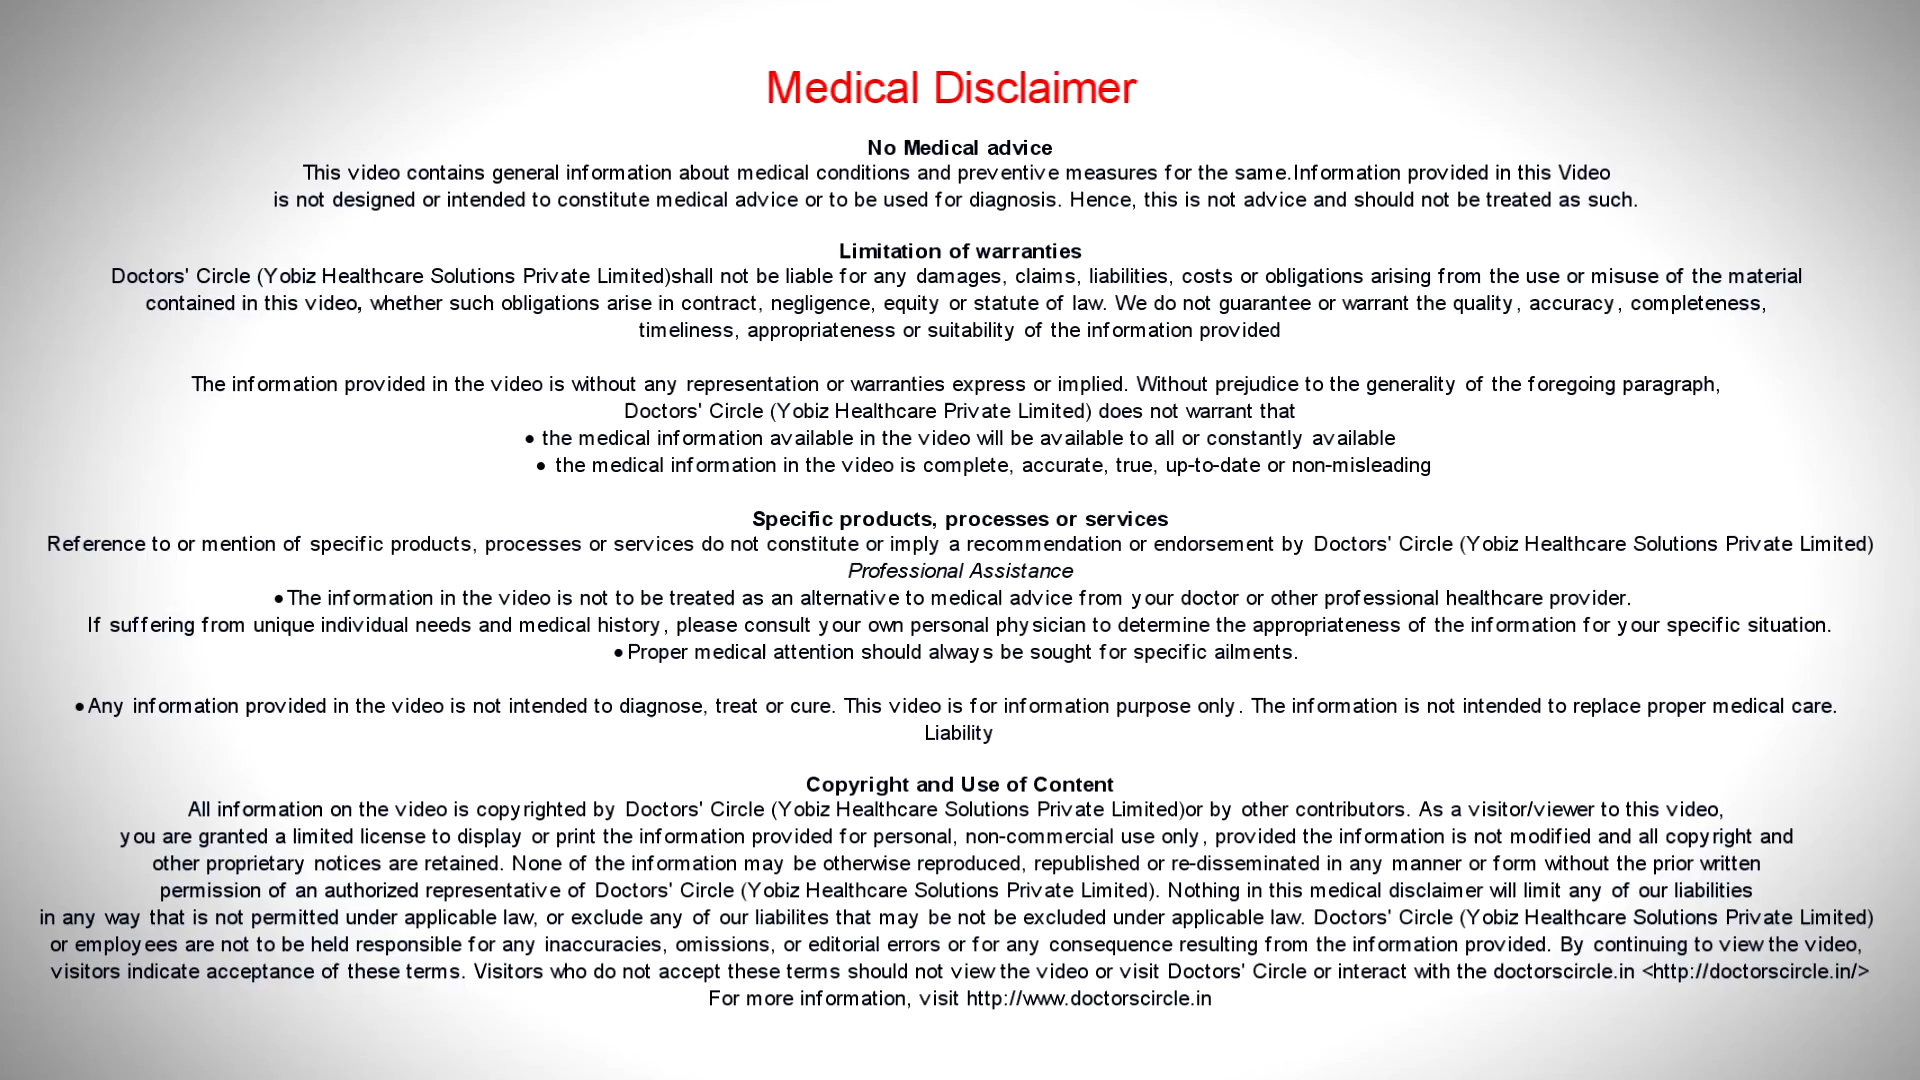 Medical Disclaimer
No Medical advice
This video contains general information about medical conditions and preventive measures for the same.Information provided in this Video
is not designed or intended to constitute medical advice or to be used for diagnosis. Hence, this is not advice and should not be treated as such.
Limitation of warranties
Doctors' Circle (Yobiz Healthcare Solutions Private Limited)shall not be liable for any damages, claims, liabilities, costs or obligations arising from the use or misuse of the material
contained in this video, whether such obligations arise in contract, negligence, equity or statute of law. We do not guarantee or warrant the quality, accuracy, completeness,
timeliness, appropriateness or suitability of the information provided
The information provided in the video is without any representation or warranties express or implied. Without prejudice to the generality of the foregoing paragraph,
Doctors' Circle (Yobiz Healthcare Private Limited) does not warrant that
• the medical information available in the video will be available to all or constantly available
• the medical information in the video is complete, accurate, true, up-to-date or non-misleading
Specific products, processes or services
Reference to or mention of specific products, processes or services do not constitute or imply a recommendation or endorsement by Doctors' Circle (Yobiz Healthcare Solutions Private Limited)
Professional Assistance
•The information in the video is not to be treated as an alternative to medical advice from your doctor or other professional healthcare provider.
If suffering from unique individual needs and medical history, please consult your own personal physician to determine the appropriateness of the information for your specific situation.
•Proper medical attention should always be sought for specific ailments.
•Any information provided in the video is not intended to diagnose, treat or cure. This video is for information purpose only. The information is not intended to replace proper medical care.
Liability
Copyright and Use of Content
All information on the video is copyrighted by Doctors' Circle (Yobiz Healthcare Solutions Private Limited)or by other contributors. As a visitor/viewer to this video,
you are granted a limited license to display or print the information provided for personal, non-commercial use only, provided the information is not modified and all copyright and
other proprietary notices are retained. None of the information may be otherwise reproduced, republished or re-disseminated in any manner or form without the prior written
permission of an authorized representative of Doctors' Circle (Yobiz Healthcare Solutions Private Limited). Nothing in this medical disclaimer will limit any of our liabilities
in any way that is not permitted under applicable law, or exclude any of our liabilites that may be not be excluded under applicable law. Doctors' Circle (Yobiz Healthcare Solutions Private Limited)
or employees are not to be held responsible for any inaccuracies, omissions, or editorial errors or for any consequence resulting from the information provided. By continuing to view the video,
visitors indicate acceptance of these terms. Visitors who do not accept these terms should not view the video or visit Doctors' Circle or interact with the doctorscircle.in <http://doctorscircle.in/>
For more information, visit http://www.doctorscircle.in